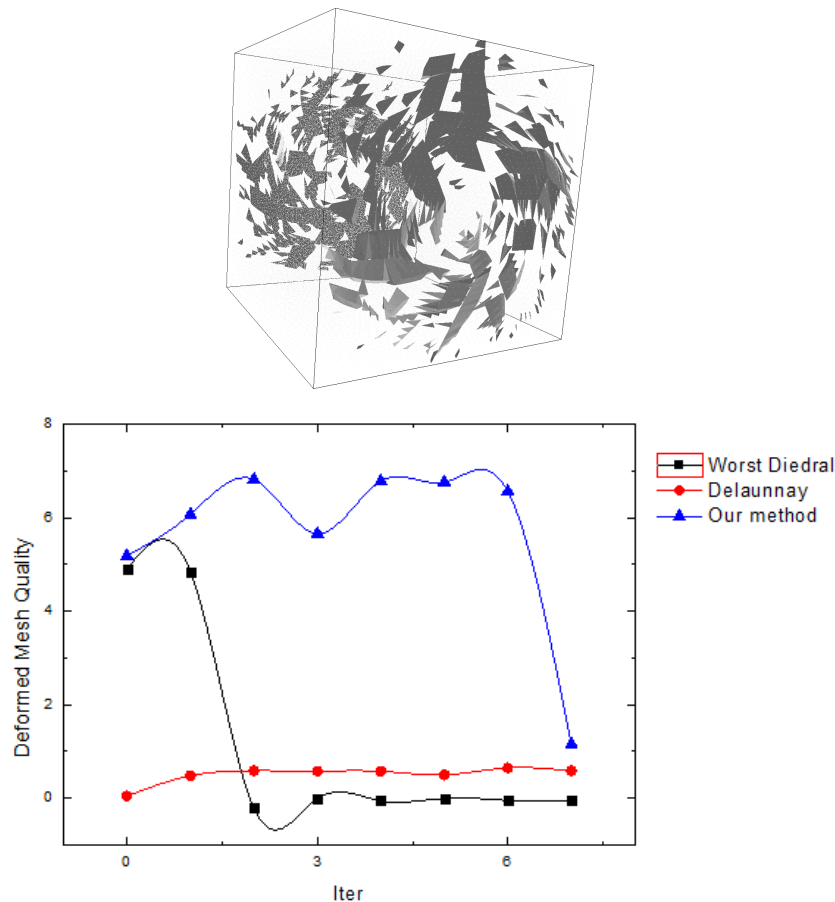 8
6
4
2
0
Deformed Mesh Quality
0 3 6
Iter
Worst Diedral
Delaunnay
Our method